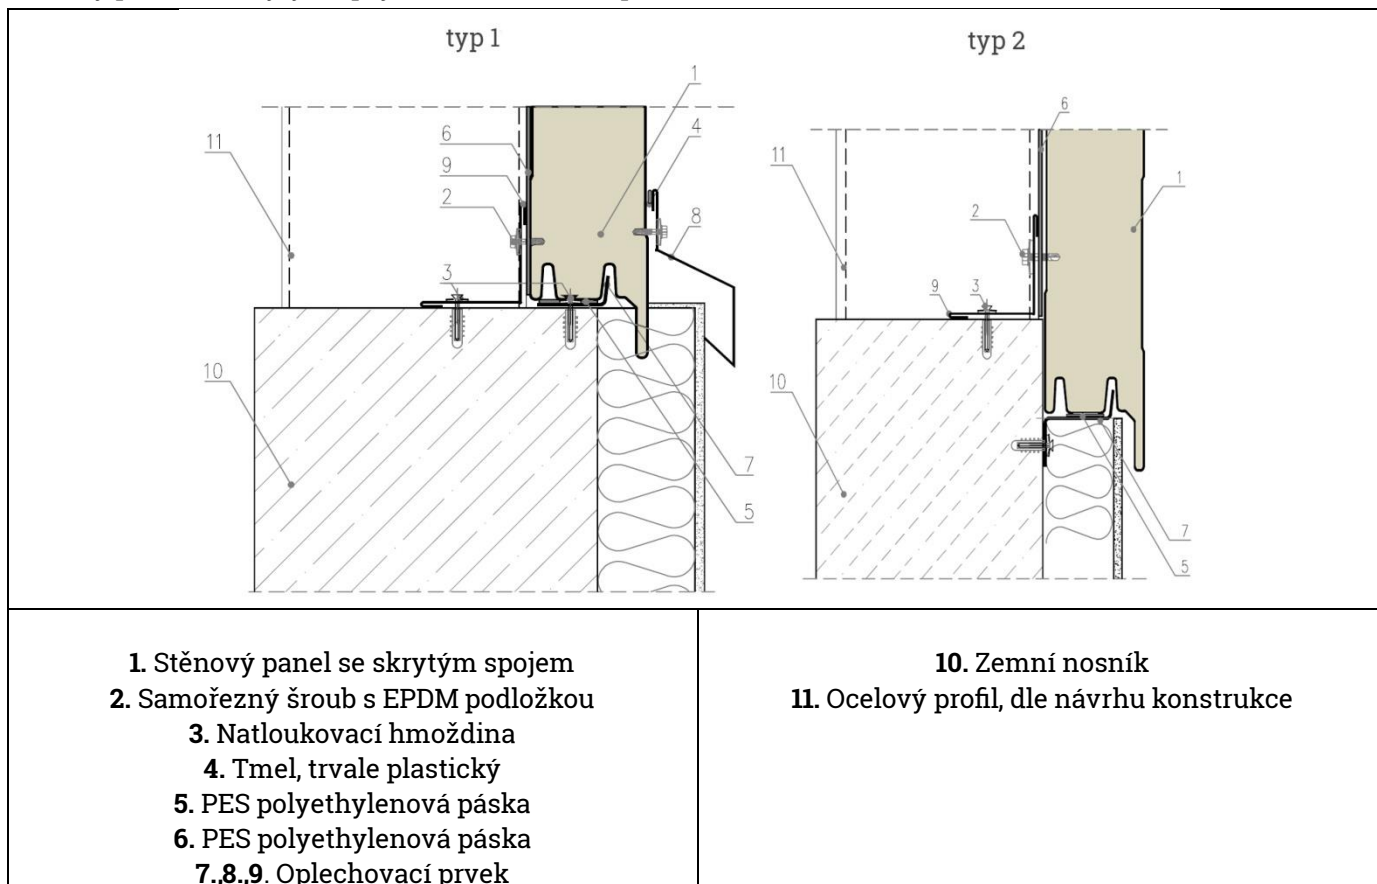 typ 1
typ 2
1
6
4
6
11
9
11
2
8
1
2
3
9
3
10
10
7
5
7
5
1. Stěnový panel se skrytým spojem
2. Samořezný šroub s EPDM podložkou
3. Natloukovací hmoždina
4. Tmel, trvale plastický
5. PES polyethylenová páska
6. PES polyethylenová páska
7.,8.,9. Oplechovací prvek
10. Zemní nosník
11. Ocelový profil, dle návrhu konstrukce